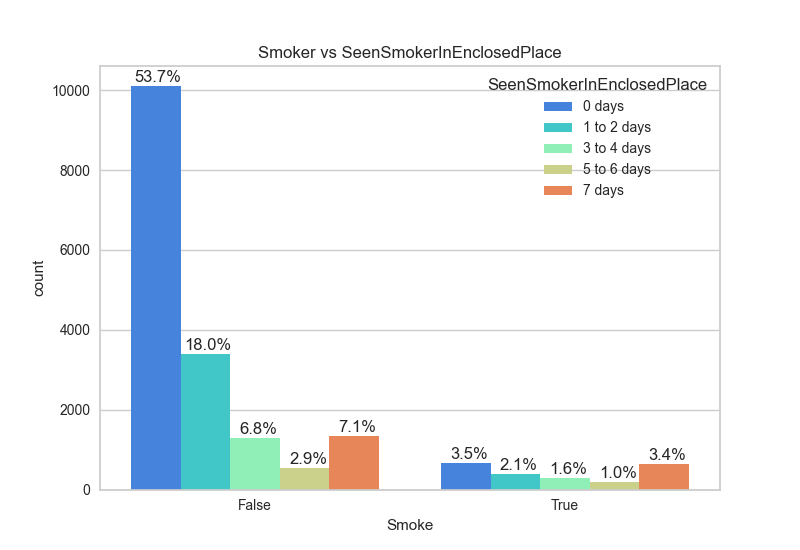 Smoker vs SeenSmokerInEnclosedPlace
53.7%
18.0%
6.8%
2.9%
7.1%
3.5%
2.1%
1.6%
1.0%
3.4%
SeenSmokerInEnclosedPlace
0 days
1 to 2 days
3 to 4 days
5 to 6 days
7 days
10000
8000
6000
4000
2000
0
count
False
True
Smoke